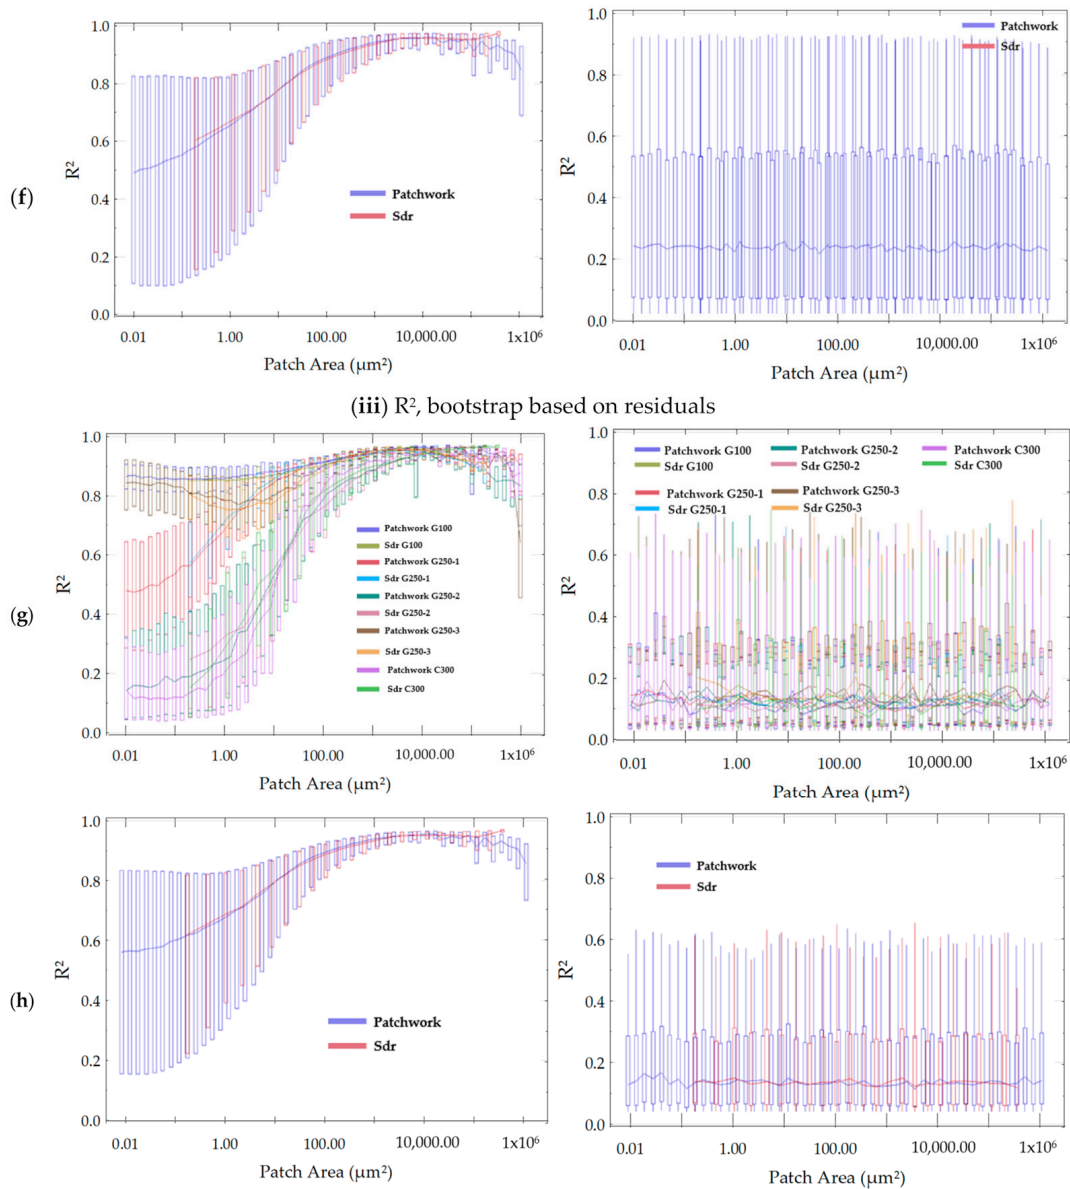 (f)
R²
1.0
0.8
0.6
0.4
0.2
0.0
Patchwork
Sdr
0.01
1.00
100.00
10,000.00
1x10⁶
Patch Area (µm²)
R²
1.0
0.8
0.6
0.4
0.2
0.0
Patchwork
Sdr
0.01
1.00
100.00
10,000.00
1x10⁶
Patch Area (µm²)
(iii) R², bootstrap based on residuals
(g)
R²
1.0
0.8
0.6
0.4
0.2
0.0
Patchwork G100
Sdr G100
Patchwork G250-1
Sdr G250-1
Patchwork G250-2
Sdr G250-2
Patchwork G250-3
Sdr G250-3
Patchwork C300
Sdr C300
0.01
1.00
100.00
10,000.00
1x10⁶
Patch Area (µm²)
R²
1.0
0.8
0.6
0.4
0.2
0.0
Patchwork G100
Sdr G100
Patchwork G250-1
Sdr G250-1
Patchwork G250-2
Sdr G250-2
Patchwork G250-3
Sdr G250-3
Patchwork C300
Sdr C300
0.01
1.00
100.00
10,000.00
1x10⁶
Patch Area (µm²)
(h)
R²
1.0
0.8
0.6
0.4
0.2
0.0
Patchwork
Sdr
0.01
1.00
100.00
10,000.00
1x10⁶
Patch Area (µm²)
R²
1.0
0.8
0.6
0.4
0.2
0.0
Patchwork
Sdr
0.01
1.00
100.00
10,000.00
1x10⁶
Patch Area (µm²)